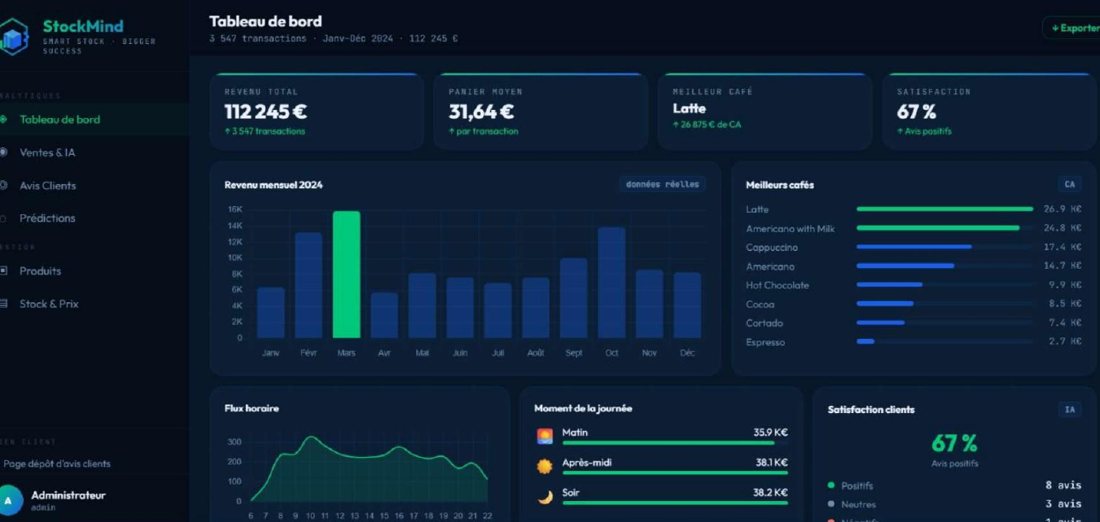 StockMind
SMART STOCK · BIGGER
SUCCESS
Tableau de bord
Ventes & IA
Avis Clients
Prédictions
Produits
Stock & Prix
Page dépôt d'avis clients
A
Administrateur
admin
Tableau de bord
3 547 transactions · Janv–Déc 2024 · 112 245 €
↓ Exporter
REVENU TOTAL
112 245 €
↑ 3 547 transactions
PANIER MOYEN
31,64 €
↑ par transaction
MEILLEUR CAFÉ
Latte
↑ 26 875 € de CA
SATISFACTION
67 %
↑ Avis positifs
Revenu mensuel 2024
données réelles
16K
14K
12K
10K
8K
6K
4K
2K
0
Janv Févr Mars Avr Mai Juin Juil Août Sept Oct Nov Déc
Meilleurs cafés
CA
Latte 26.9 K€
Americano with Milk 24.8 K€
Cappuccino 17.4 K€
Americano 14.7 K€
Hot Chocolate 9.9 K€
Cocoa 8.5 K€
Cortado 7.4 K€
Espresso 2.7 K€
Flux horaire
300
200
100
0
6 7 8 9 10 11 12 13 14 15 16 17 18 19 20 21 22
Moment de la journée
Matin 35.9 K€
Après-midi 38.1 K€
Soir 38.2 K€
Satisfaction clients
IA
67 %
Avis positifs
Positifs 8 avis
Neutres 3 avis